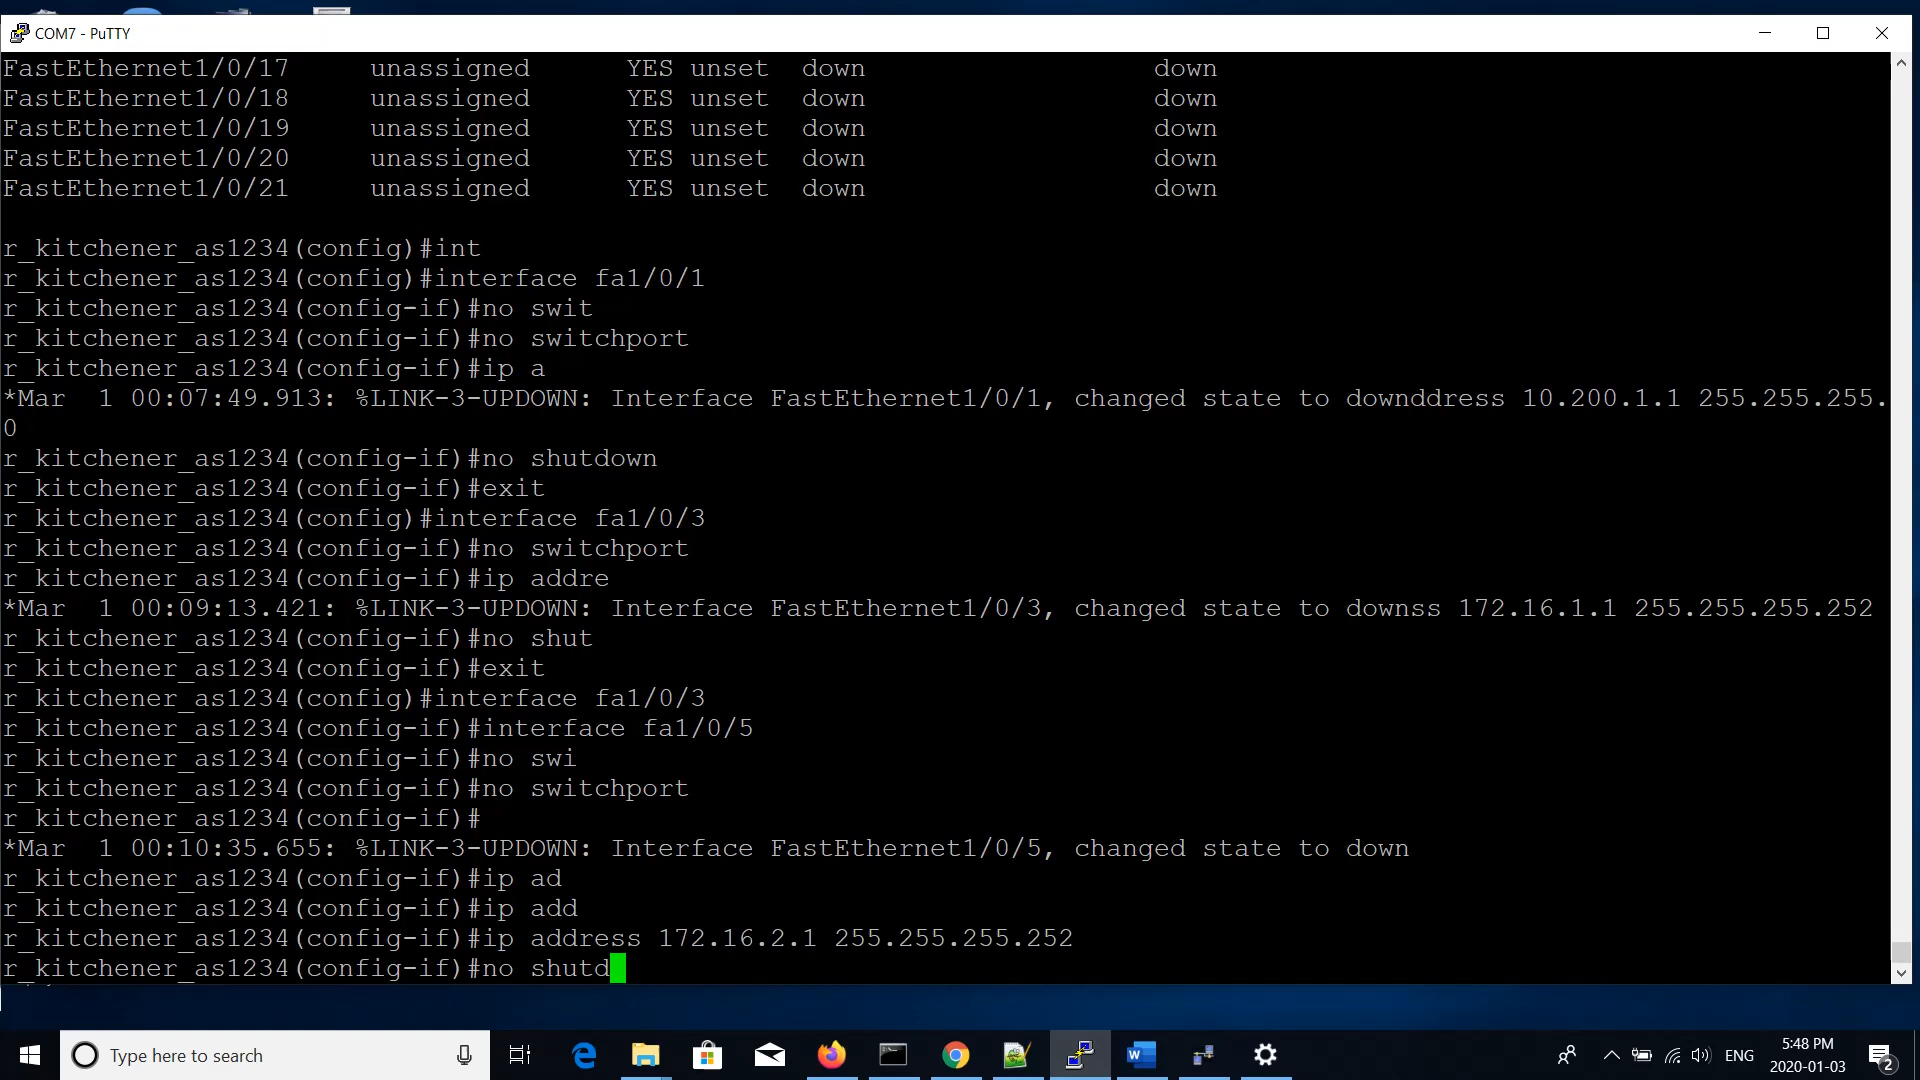 COM7 - PuTTY
FastEthernet1/0/17     unassigned      YES unset  down                  down
FastEthernet1/0/18     unassigned      YES unset  down                  down
FastEthernet1/0/19     unassigned      YES unset  down                  down
FastEthernet1/0/20     unassigned      YES unset  down                  down
FastEthernet1/0/21     unassigned      YES unset  down                  down
r_kitchener_as1234(config)#int
r_kitchener_as1234(config)#interface fa1/0/1
r_kitchener_as1234(config-if)#no swit
r_kitchener_as1234(config-if)#no switchport
r_kitchener_as1234(config-if)#ip a
*Mar  1 00:07:49.913: %LINK-3-UPDOWN: Interface FastEthernet1/0/1, changed state to downddress 10.200.1.1 255.255.255.
0
r_kitchener_as1234(config-if)#no shutdown
r_kitchener_as1234(config-if)#exit
r_kitchener_as1234(config)#interface fa1/0/3
r_kitchener_as1234(config-if)#no switchport
r_kitchener_as1234(config-if)#ip addre
*Mar  1 00:09:13.421: %LINK-3-UPDOWN: Interface FastEthernet1/0/3, changed state to downss 172.16.1.1 255.255.255.252
r_kitchener_as1234(config-if)#no shut
r_kitchener_as1234(config-if)#exit
r_kitchener_as1234(config)#interface fa1/0/3
r_kitchener_as1234(config-if)#interface fa1/0/5
r_kitchener_as1234(config-if)#no swi
r_kitchener_as1234(config-if)#no switchport
r_kitchener_as1234(config-if)#
*Mar  1 00:10:35.655: %LINK-3-UPDOWN: Interface FastEthernet1/0/5, changed state to down
r_kitchener_as1234(config-if)#ip ad
r_kitchener_as1234(config-if)#ip add
r_kitchener_as1234(config-if)#ip address 172.16.2.1 255.255.255.252
r_kitchener_as1234(config-if)#no shutd
Type here to search
ENG
5:48 PM
2020-01-03
2